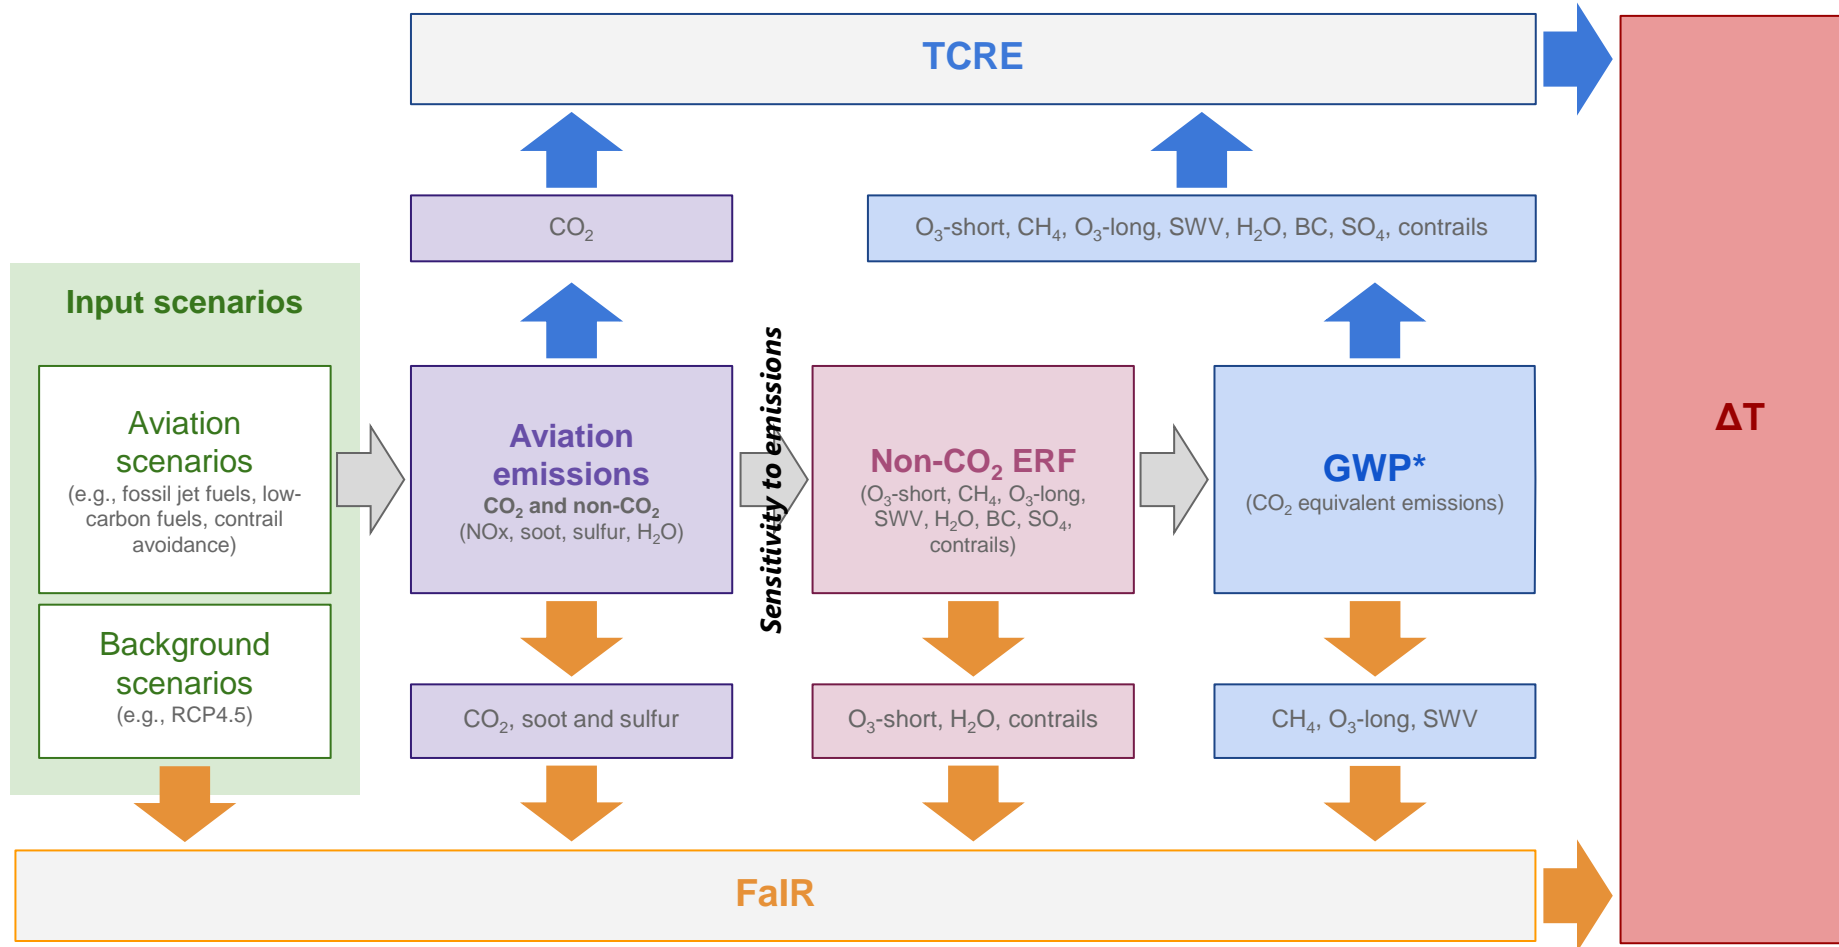 TCRE
CO₂
O₃-short, CH₄, O₃-long, SWV, H₂O, BC, SO₄, contrails
Input scenarios
Aviation
scenarios
(e.g., fossil jet fuels, low-
carbon fuels, contrail
avoidance)
Background
scenarios
(e.g., RCP4.5)
Aviation
emissions
CO₂ and non-CO₂
(NOx, soot, sulfur, H₂O)
Sensitivity to emissions
Non-CO₂ ERF
(O₃-short, CH₄, O₃-long,
SWV, H₂O, BC, SO₄,
contrails)
GWP*
(CO₂ equivalent emissions)
ΔT
CO₂, soot and sulfur
O₃-short, H₂O, contrails
CH₄, O₃-long, SWV
FaIR